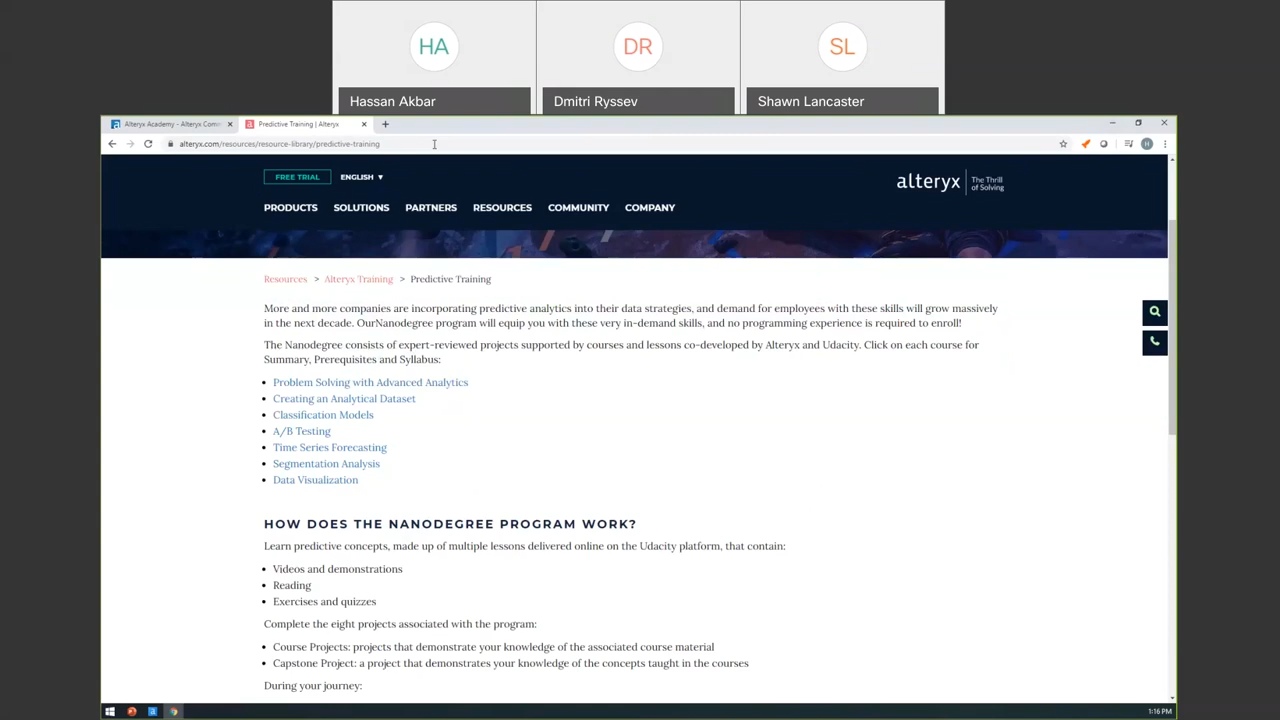 HA
DR
SL
Hassan Akbar
Dmitri Ryssev
Shawn Lancaster
Alteryx Academy - Alteryx Com
Predictive Training | Alteryx
alteryx.com/resources/resource-library/predictive-training
H
FREE TRIAL
ENGLISH ▼
alteryx
The Thrill
of Solving
PRODUCTS SOLUTIONS PARTNERS RESOURCES COMMUNITY COMPANY
Resources > Alteryx Training > Predictive Training
More and more companies are incorporating predictive analytics into their data strategies, and demand for employees with these skills will grow massively
in the next decade. OurNanodegree program will equip you with these very in-demand skills, and no programming experience is required to enroll!
The Nanodegree consists of expert-reviewed projects supported by courses and lessons co-developed by Alteryx and Udacity. Click on each course for
Summary, Prerequisites and Syllabus:
• Problem Solving with Advanced Analytics
• Creating an Analytical Dataset
• Classification Models
• A/B Testing
• Time Series Forecasting
• Segmentation Analysis
• Data Visualization
HOW DOES THE NANODEGREE PROGRAM WORK?
Learn predictive concepts, made up of multiple lessons delivered online on the Udacity platform, that contain:
• Videos and demonstrations
• Reading
• Exercises and quizzes
Complete the eight projects associated with the program:
• Course Projects: projects that demonstrate your knowledge of the associated course material
• Capstone Project: a project that demonstrates your knowledge of the concepts taught in the courses
During your journey:
1:16 PM